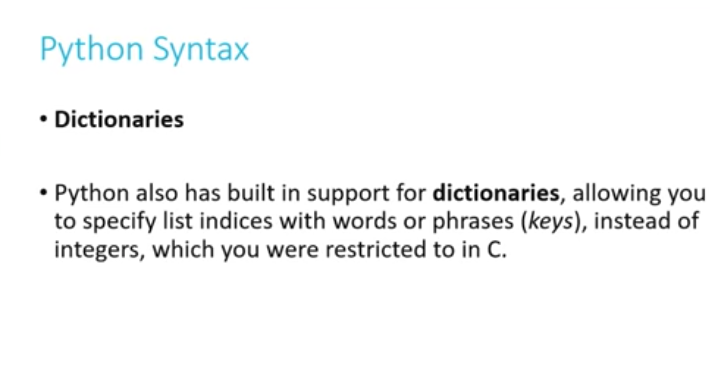 Python Syntax
• Dictionaries
• Python also has built in support for dictionaries, allowing you
to specify list indices with words or phrases (keys), instead of
integers, which you were restricted to in C.